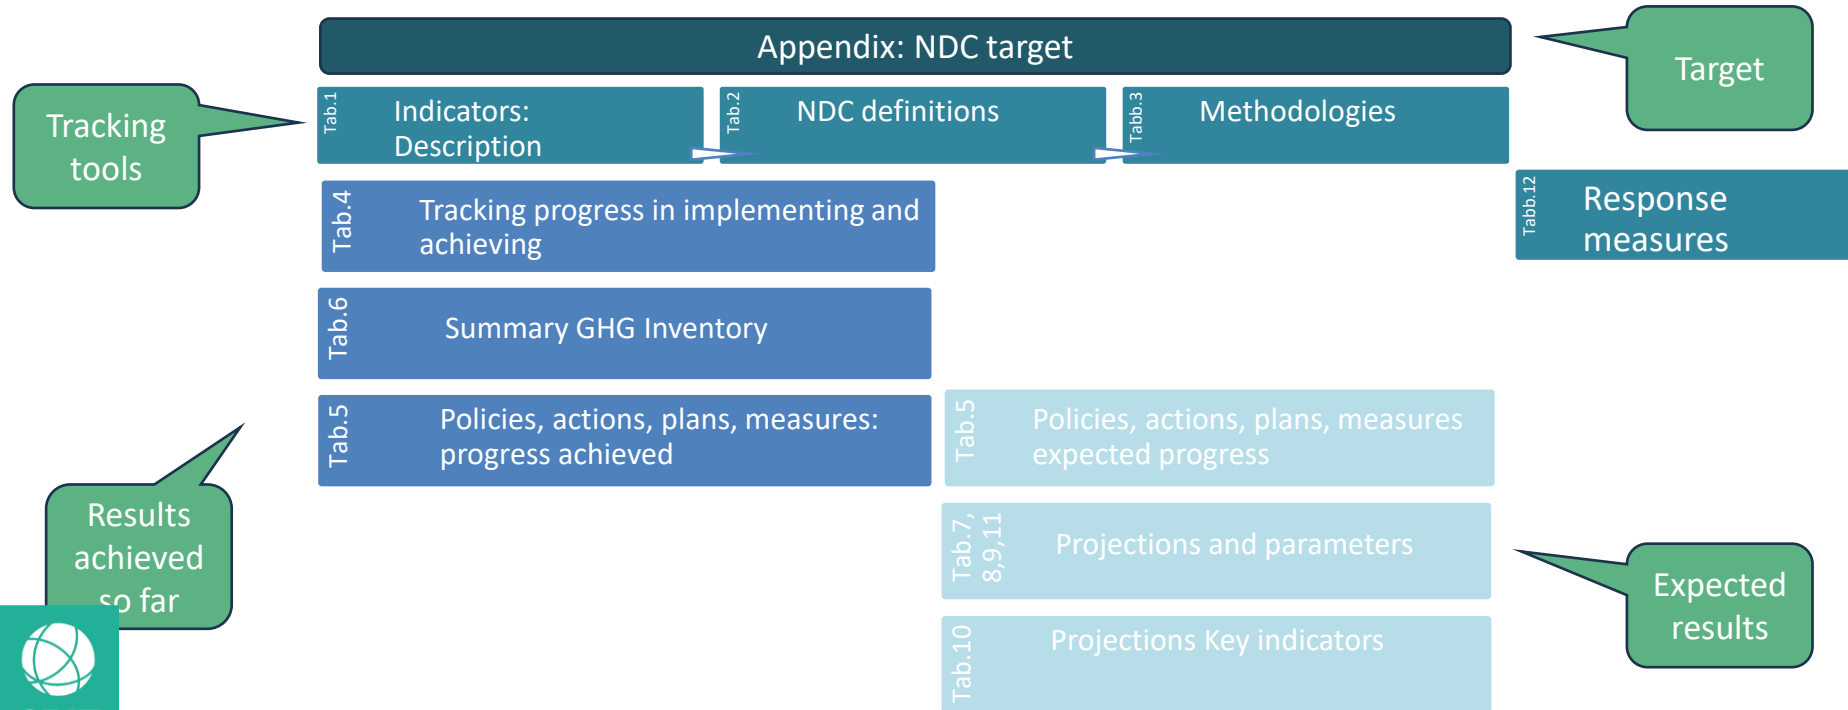 Appendix: NDC target
Target
Tracking
tools
Tab.1
Indicators:
Description
Tab.2
NDC definitions
Tabb.3
Methodologies
Tabb.12
Response
measures
Tab.4
Tracking progress in implementing and
achieving
Tab.6
Summary GHG Inventory
Tab.5
Policies, actions, plans, measures:
progress achieved
Tab.5
Policies, actions, plans, measures
expected progress
Results
achieved
so far
Tab.7,
8,9,11
Projections and parameters
Expected
results
Tab.10
Projections Key indicators